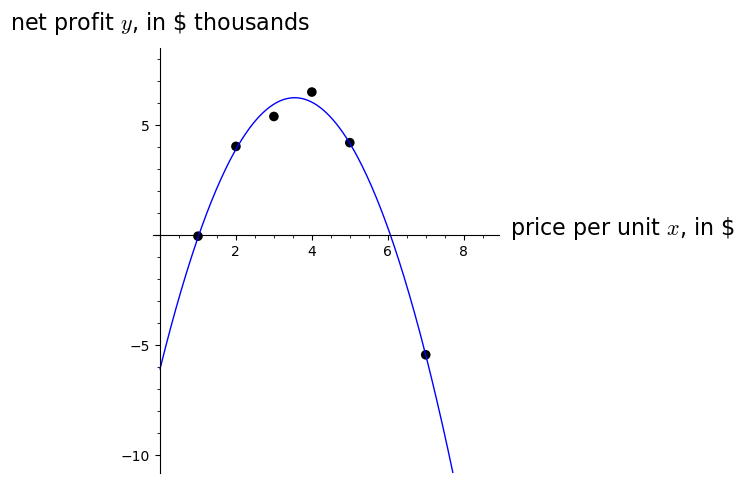 net profit y, in $ thousands
5
price per unit x, in $
2 4 6 8
−5
−10